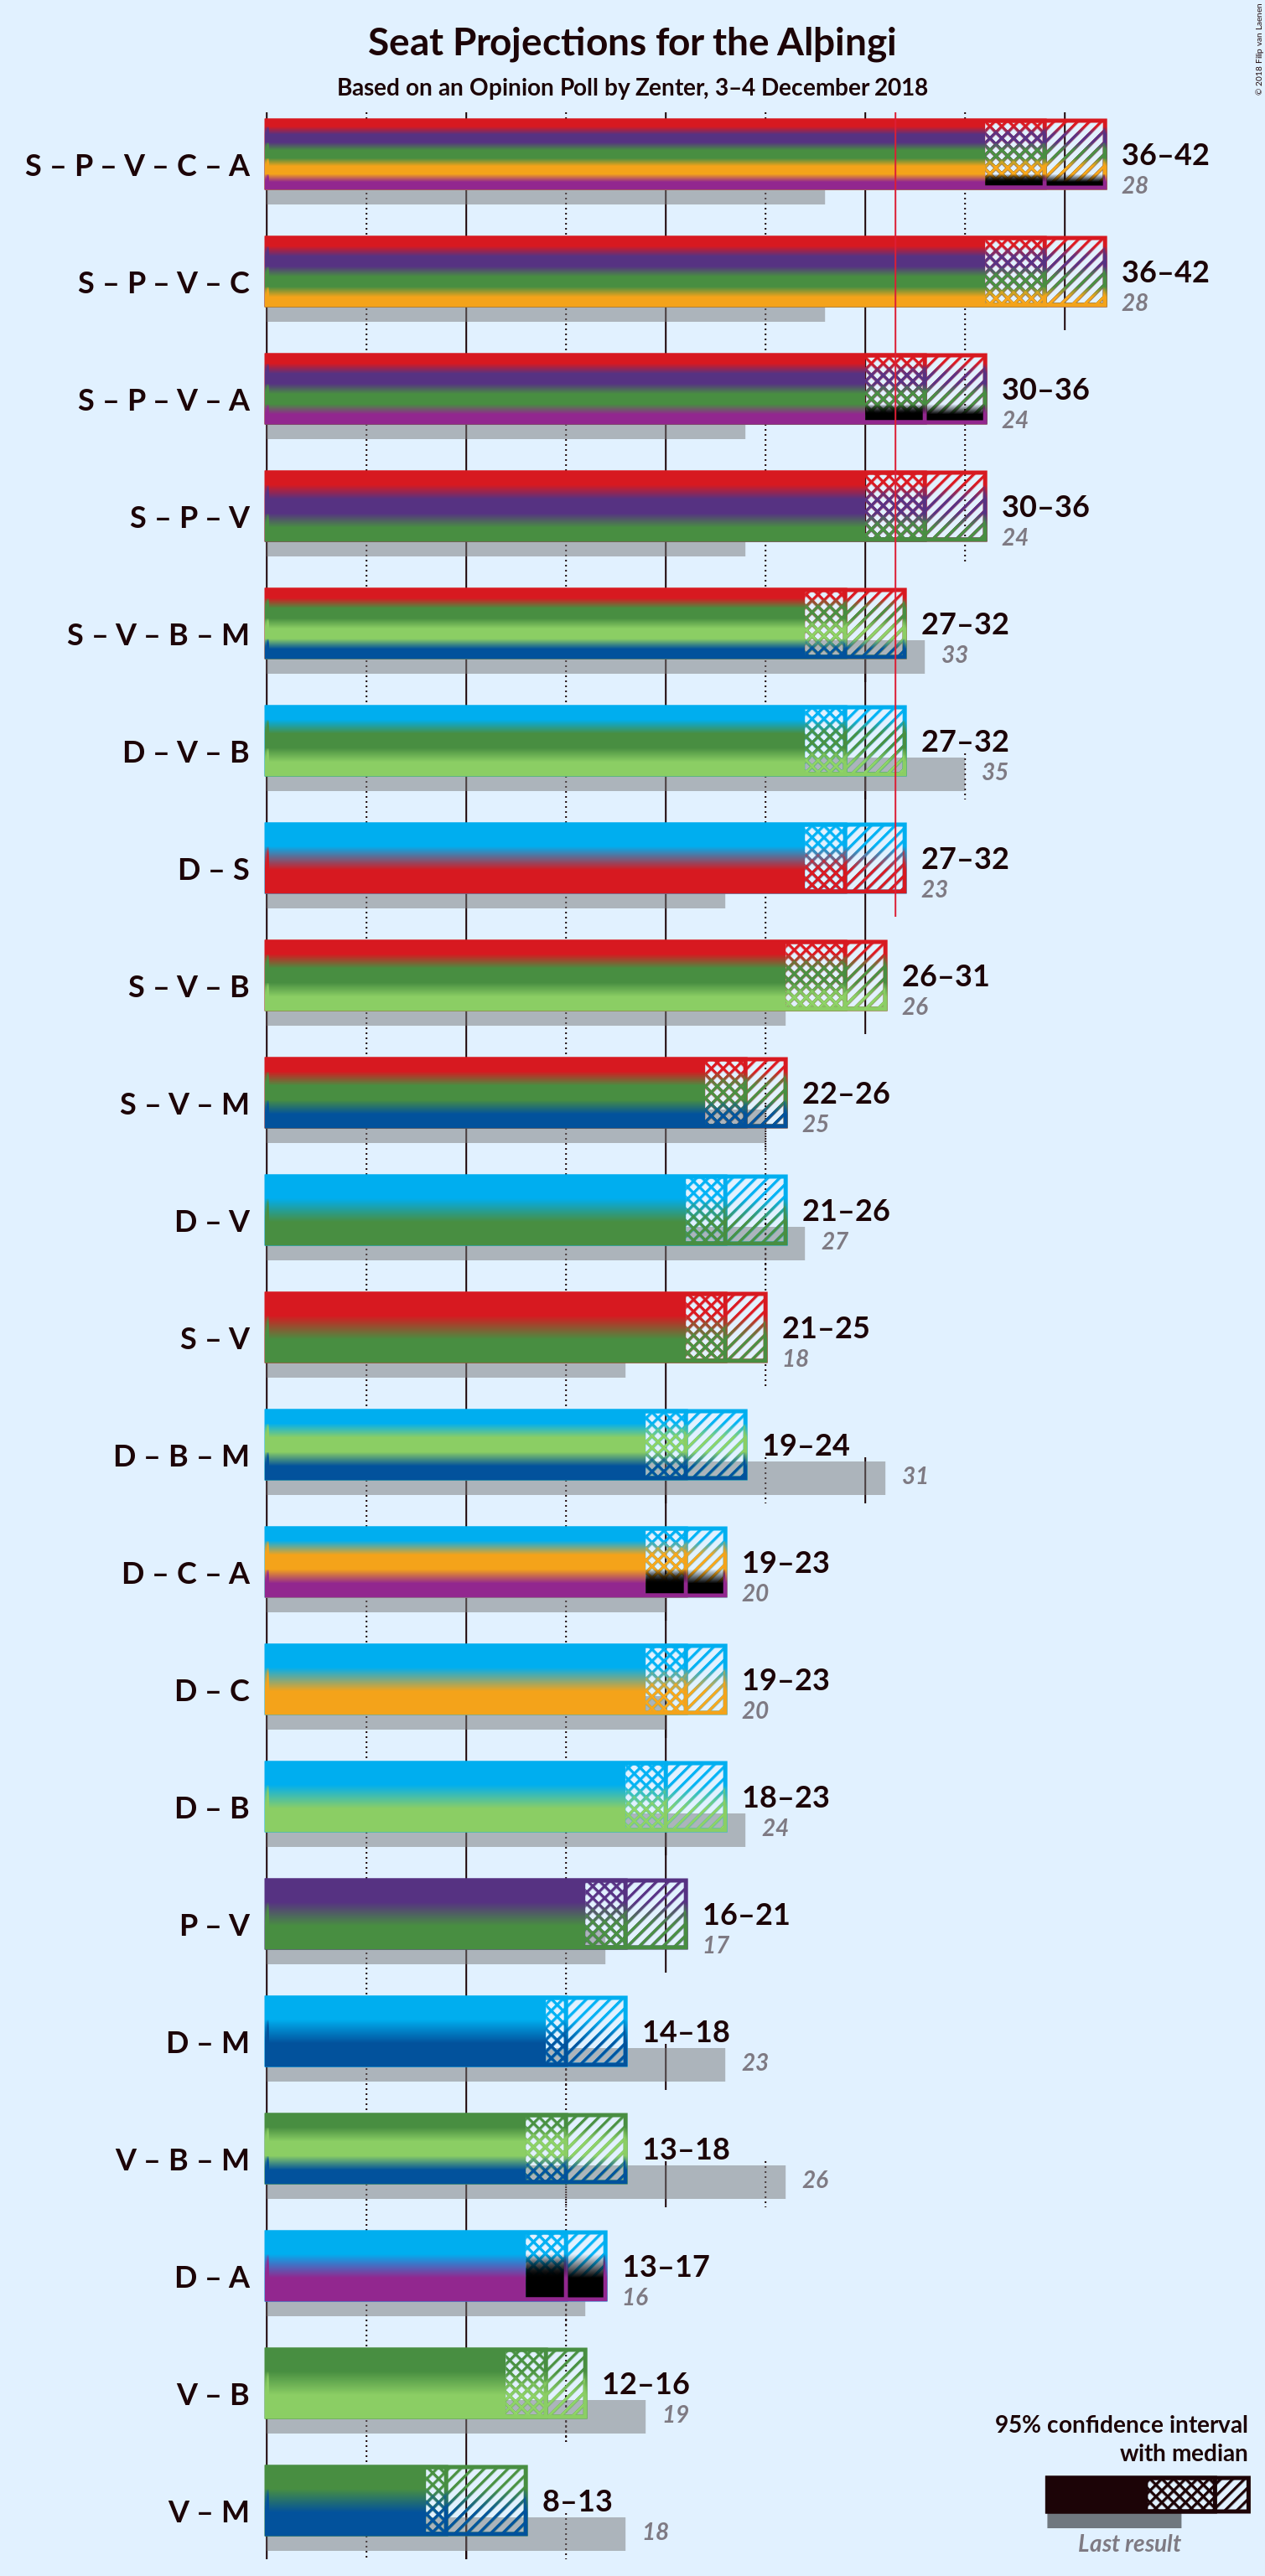 Seat Projections for the Alþingi
Based on an Opinion Poll by Zenter, 3–4 December 2018
© 2018 Filip van Laenen
S – P – V – C – A
36–42
28
S – P – V – C
36–42
28
S – P – V – A
30–36
24
S – P – V
30–36
24
S – V – B – M
27–32
33
D – V – B
27–32
35
D – S
27–32
23
S – V – B
26–31
26
S – V – M
22–26
25
D – V
21–26
27
S – V
21–25
18
D – B – M
19–24
31
D – C – A
19–23
20
D – C
19–23
20
D – B
18–23
24
P – V
16–21
17
D – M
14–18
23
V – B – M
13–18
26
D – A
13–17
16
V – B
12–16
19
V – M
8–13
18
95% confidence interval
with median
Last result